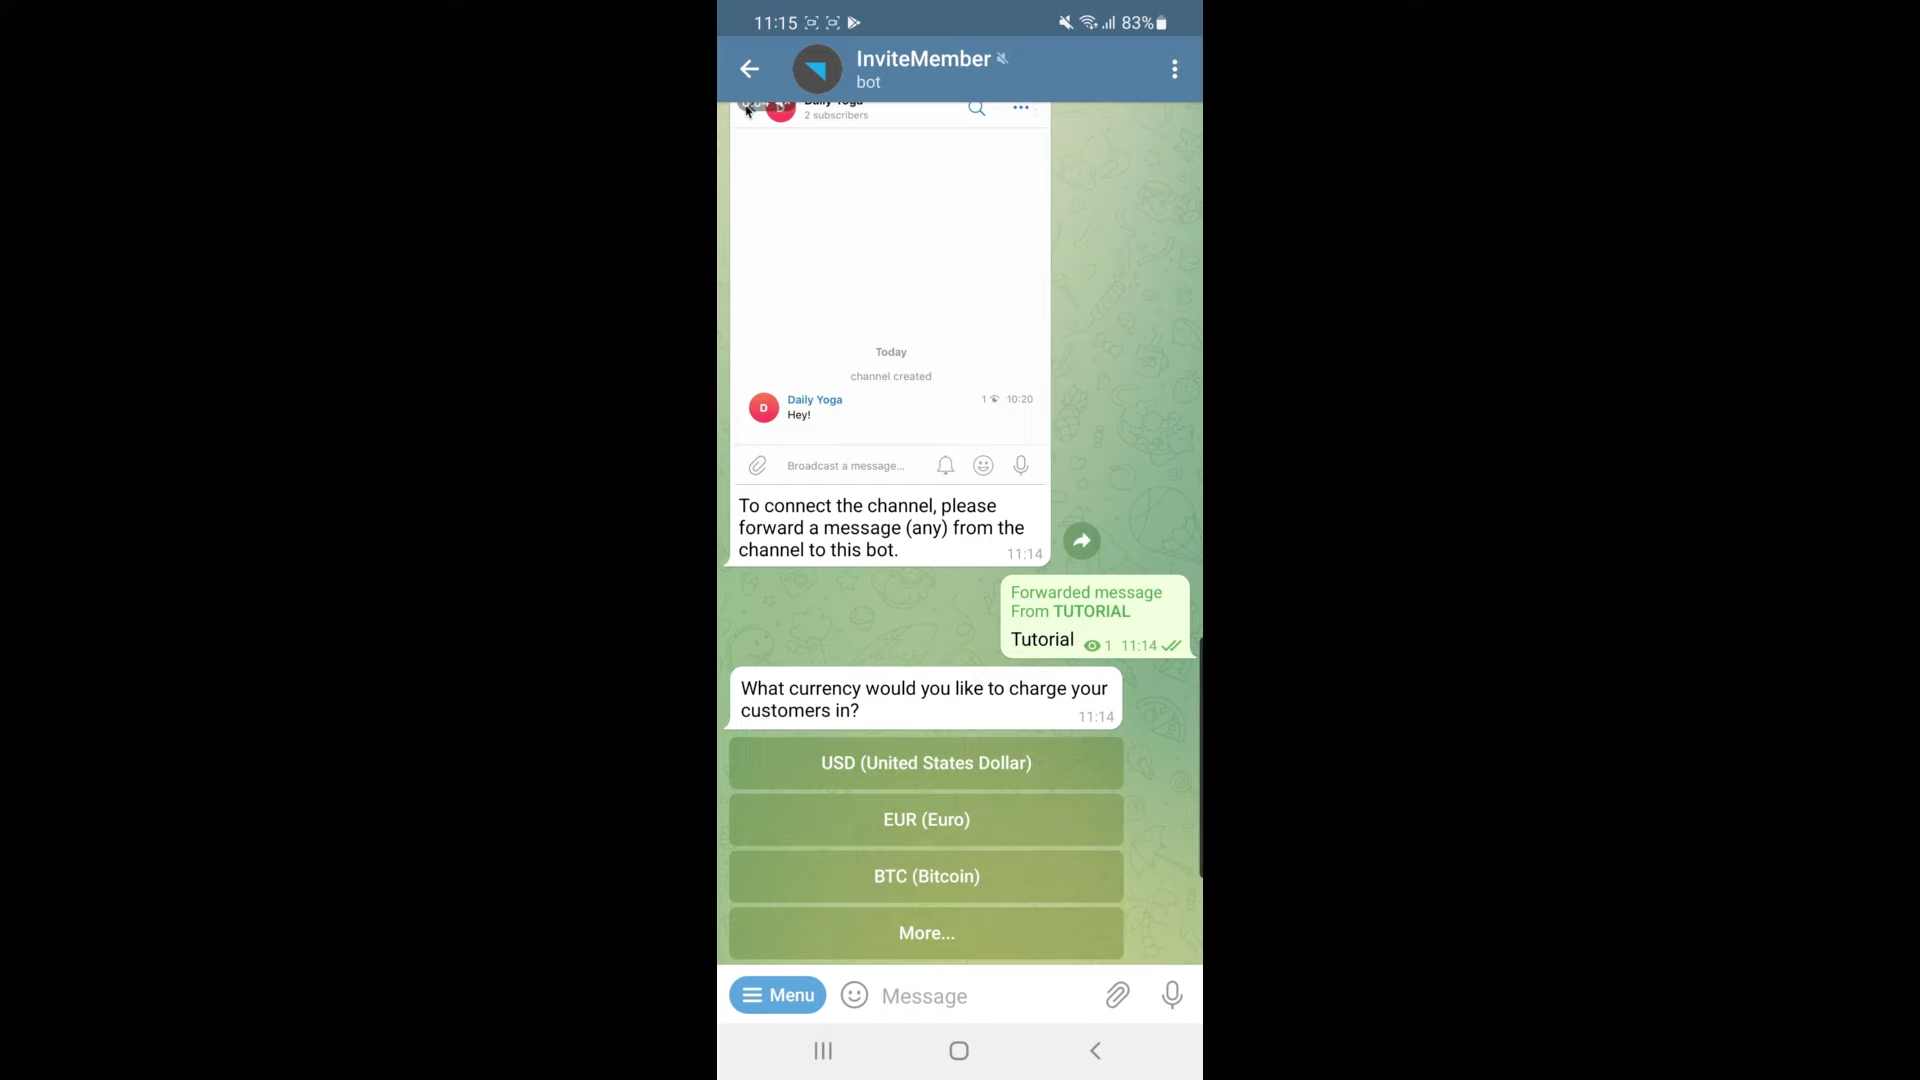 11:15
83%
InviteMember
bot
Daily Yoga
2 subscribers
Today
channel created
Daily Yoga
1 10:20
Hey!
Broadcast a message...
To connect the channel, please
forward a message (any) from the
channel to this bot.
11:14
Forwarded message
From TUTORIAL
Tutorial
1 11:14
What currency would you like to charge your
customers in?
11:14
USD (United States Dollar)
EUR (Euro)
BTC (Bitcoin)
More...
Menu
Message